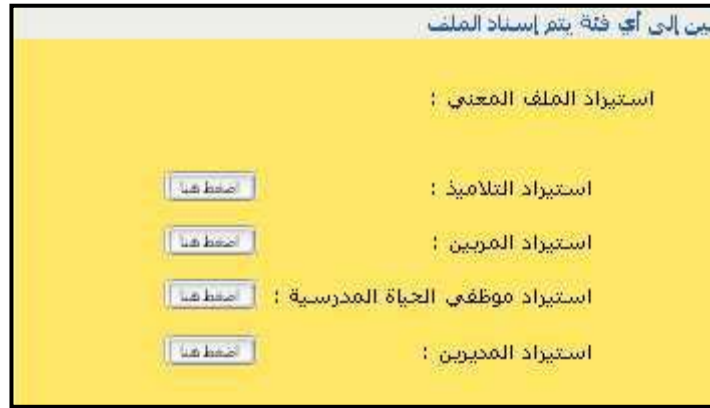 ين إلى أي فئة يتم إسناد الملف
استيراد الملف المعني :
استيراد التلاميذ : اضغط هنا
استيراد المربين : اضغط هنا
استيراد موظفي الحياة المدرسية : اضغط هنا
استيراد المديرين : اضغط هنا